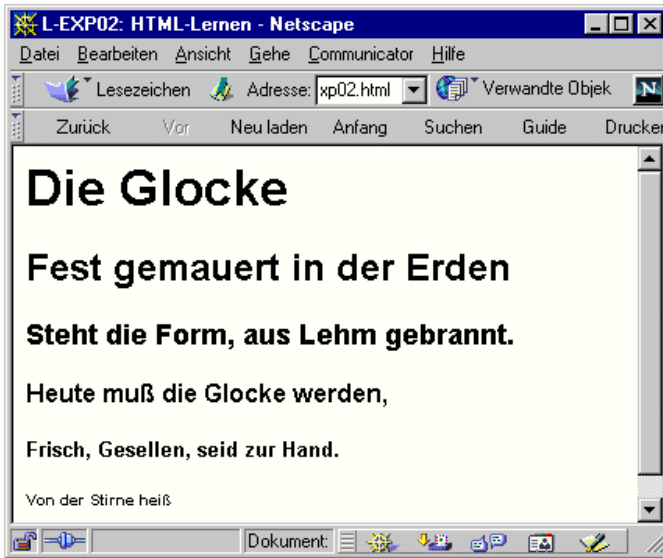 L-EXP02: HTML-Lernen - Netscape
Datei Bearbeiten Ansicht Gehe Communicator Hilfe
Lesezeichen Adresse: xp02.html Verwandte Objek N
Zurück Vor Neu laden Anfang Suchen Guide Drucker
Die Glocke
Fest gemauert in der Erden
Steht die Form, aus Lehm gebrannt.
Heute muß die Glocke werden,
Frisch, Gesellen, seid zur Hand.
Von der Stirne heiß
Dokument: